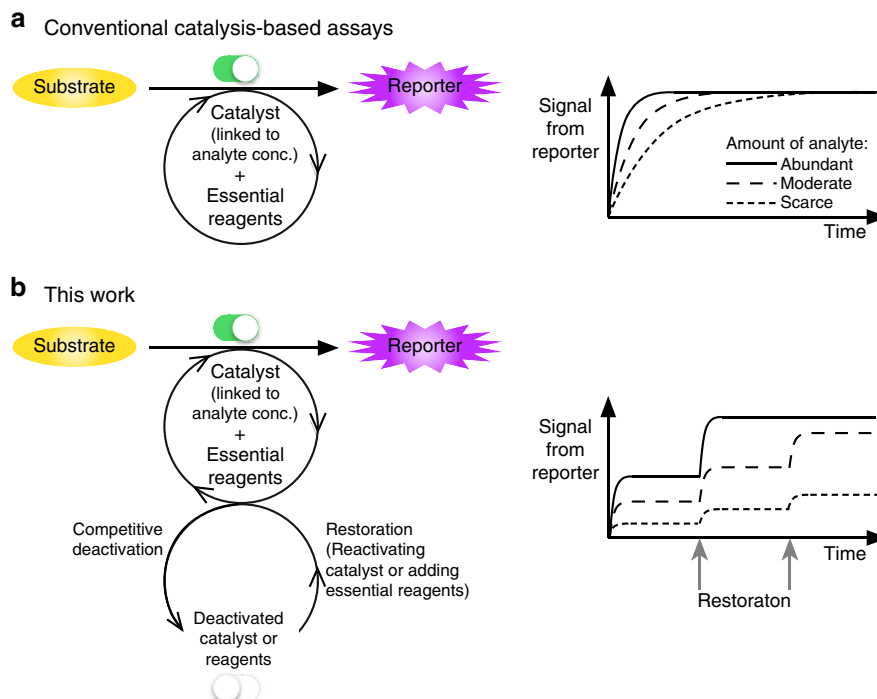 a Conventional catalysis-based assays
Substrate
Reporter
Catalyst
(linked to
analyte conc.)
+
Essential
reagents
Signal
from
reporter
Amount of analyte:
Abundant
Moderate
Scarce
Time
b This work
Substrate
Reporter
Catalyst
(linked to
analyte conc.)
+
Essential
reagents
Competitive
deactivation
Restoration
(Reactivating
catalyst or adding
essential reagents)
Deactivated
catalyst or
reagents
Signal
from
reporter
Time
Restoraton